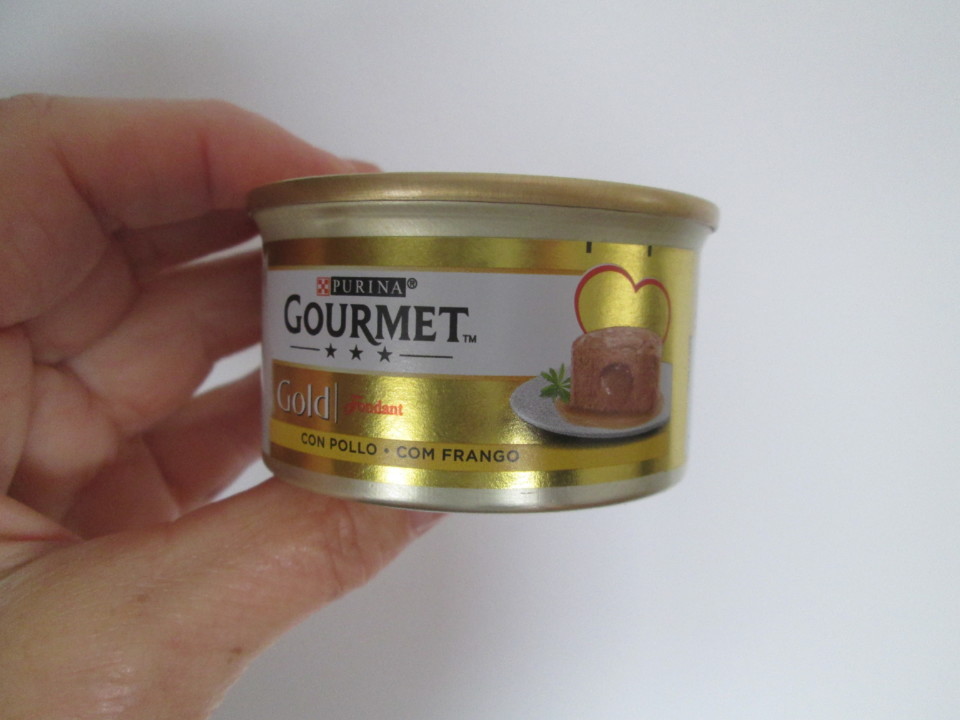 PURINA®
GOURMET™
Gold Fondant
CON POLLO • COM FRANGO